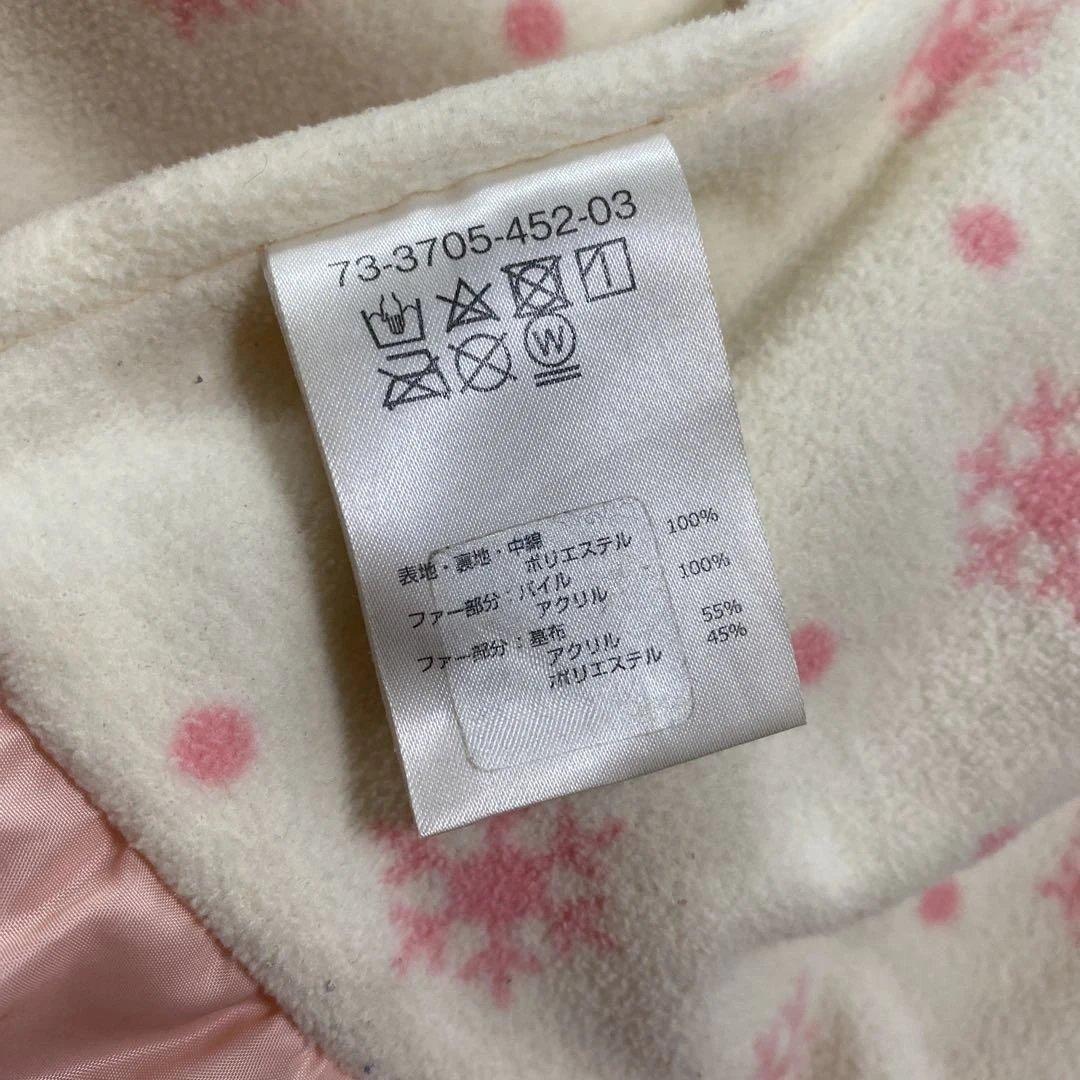 73-3705-452-03
W
表地・裏地・中綿
ポリエステル 100%
ファー部分：パイル
アクリル 100%
ファー部分：基布
アクリル 55%
ポリエステル 45%